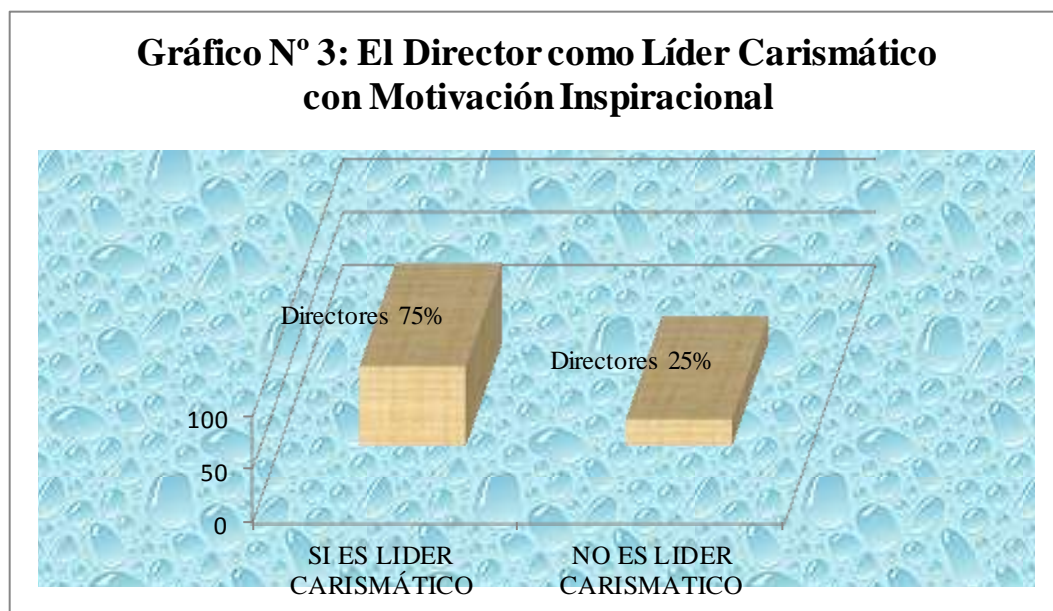 Gráfico Nº 3: El Director como Líder Carismático
con Motivación Inspiracional
Directores 75%
Directores 25%
100
50
0
SI ES LIDER
CARISMÁTICO
NO ES LIDER
CARISMATICO